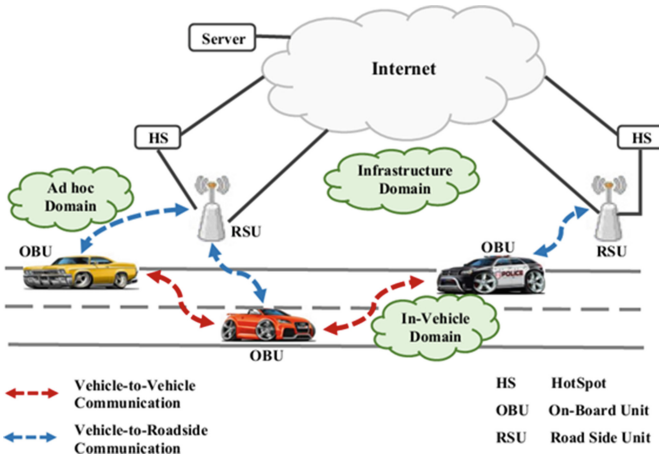 Server
Internet
HS
HS
Ad hoc
Domain
Infrastructure
Domain
OBU
RSU
OBU
RSU
POLICE
In-Vehicle
Domain
OBU
Vehicle-to-Vehicle
Communication
Vehicle-to-Roadside
Communication
HS HotSpot
OBU On-Board Unit
RSU Road Side Unit